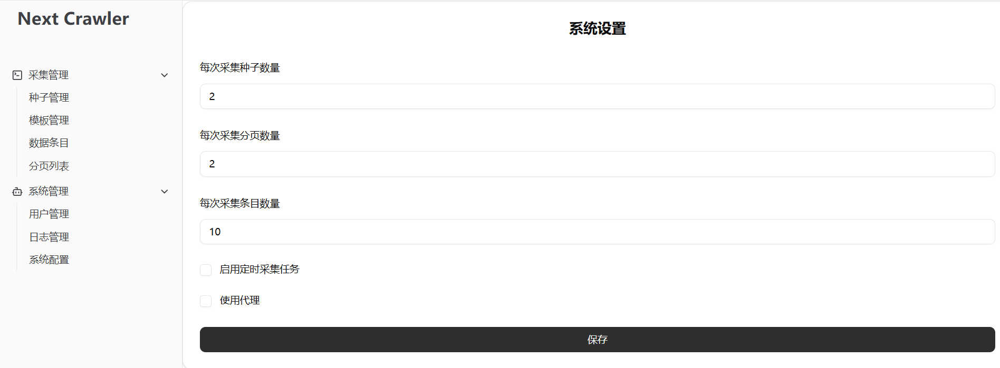 Next Crawler
采集管理
种子管理
模板管理
数据条目
分页列表
系统管理
用户管理
日志管理
系统配置
系统设置
每次采集种子数量
2
每次采集分页数量
2
每次采集条目数量
10
启用定时采集任务
使用代理
保存